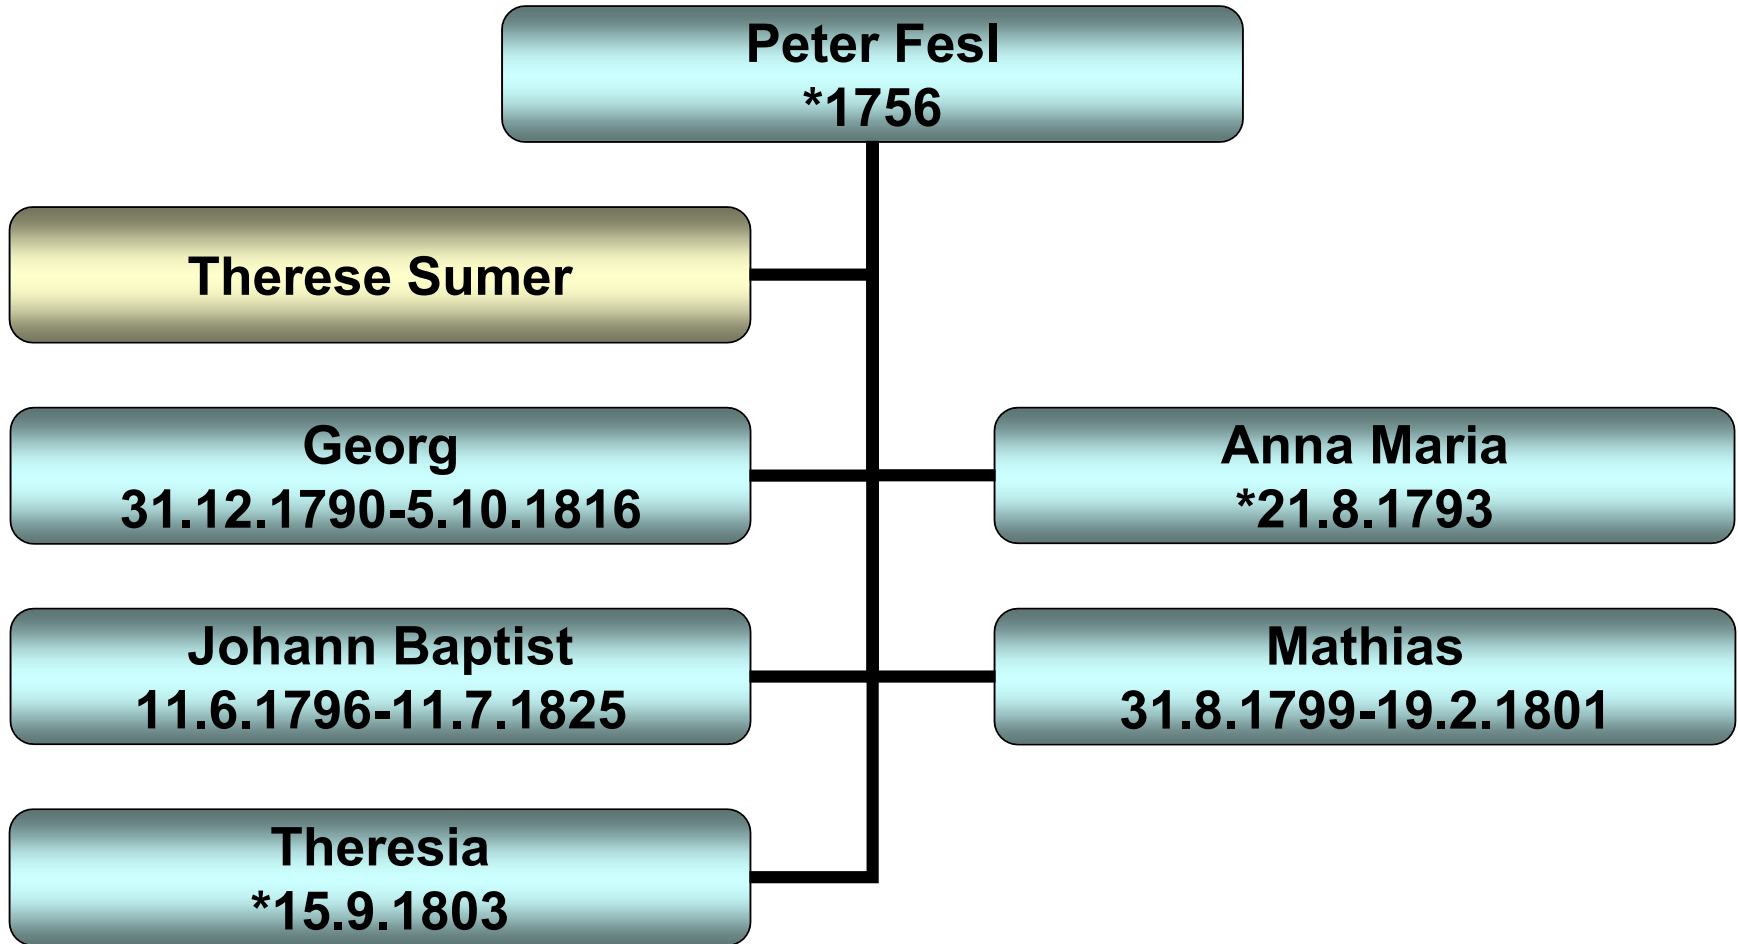 Peter Fesl
*1756
Therese Sumer
Georg
31.12.1790-5.10.1816
Anna Maria
*21.8.1793
Johann Baptist
11.6.1796-11.7.1825
Mathias
31.8.1799-19.2.1801
Theresia
*15.9.1803